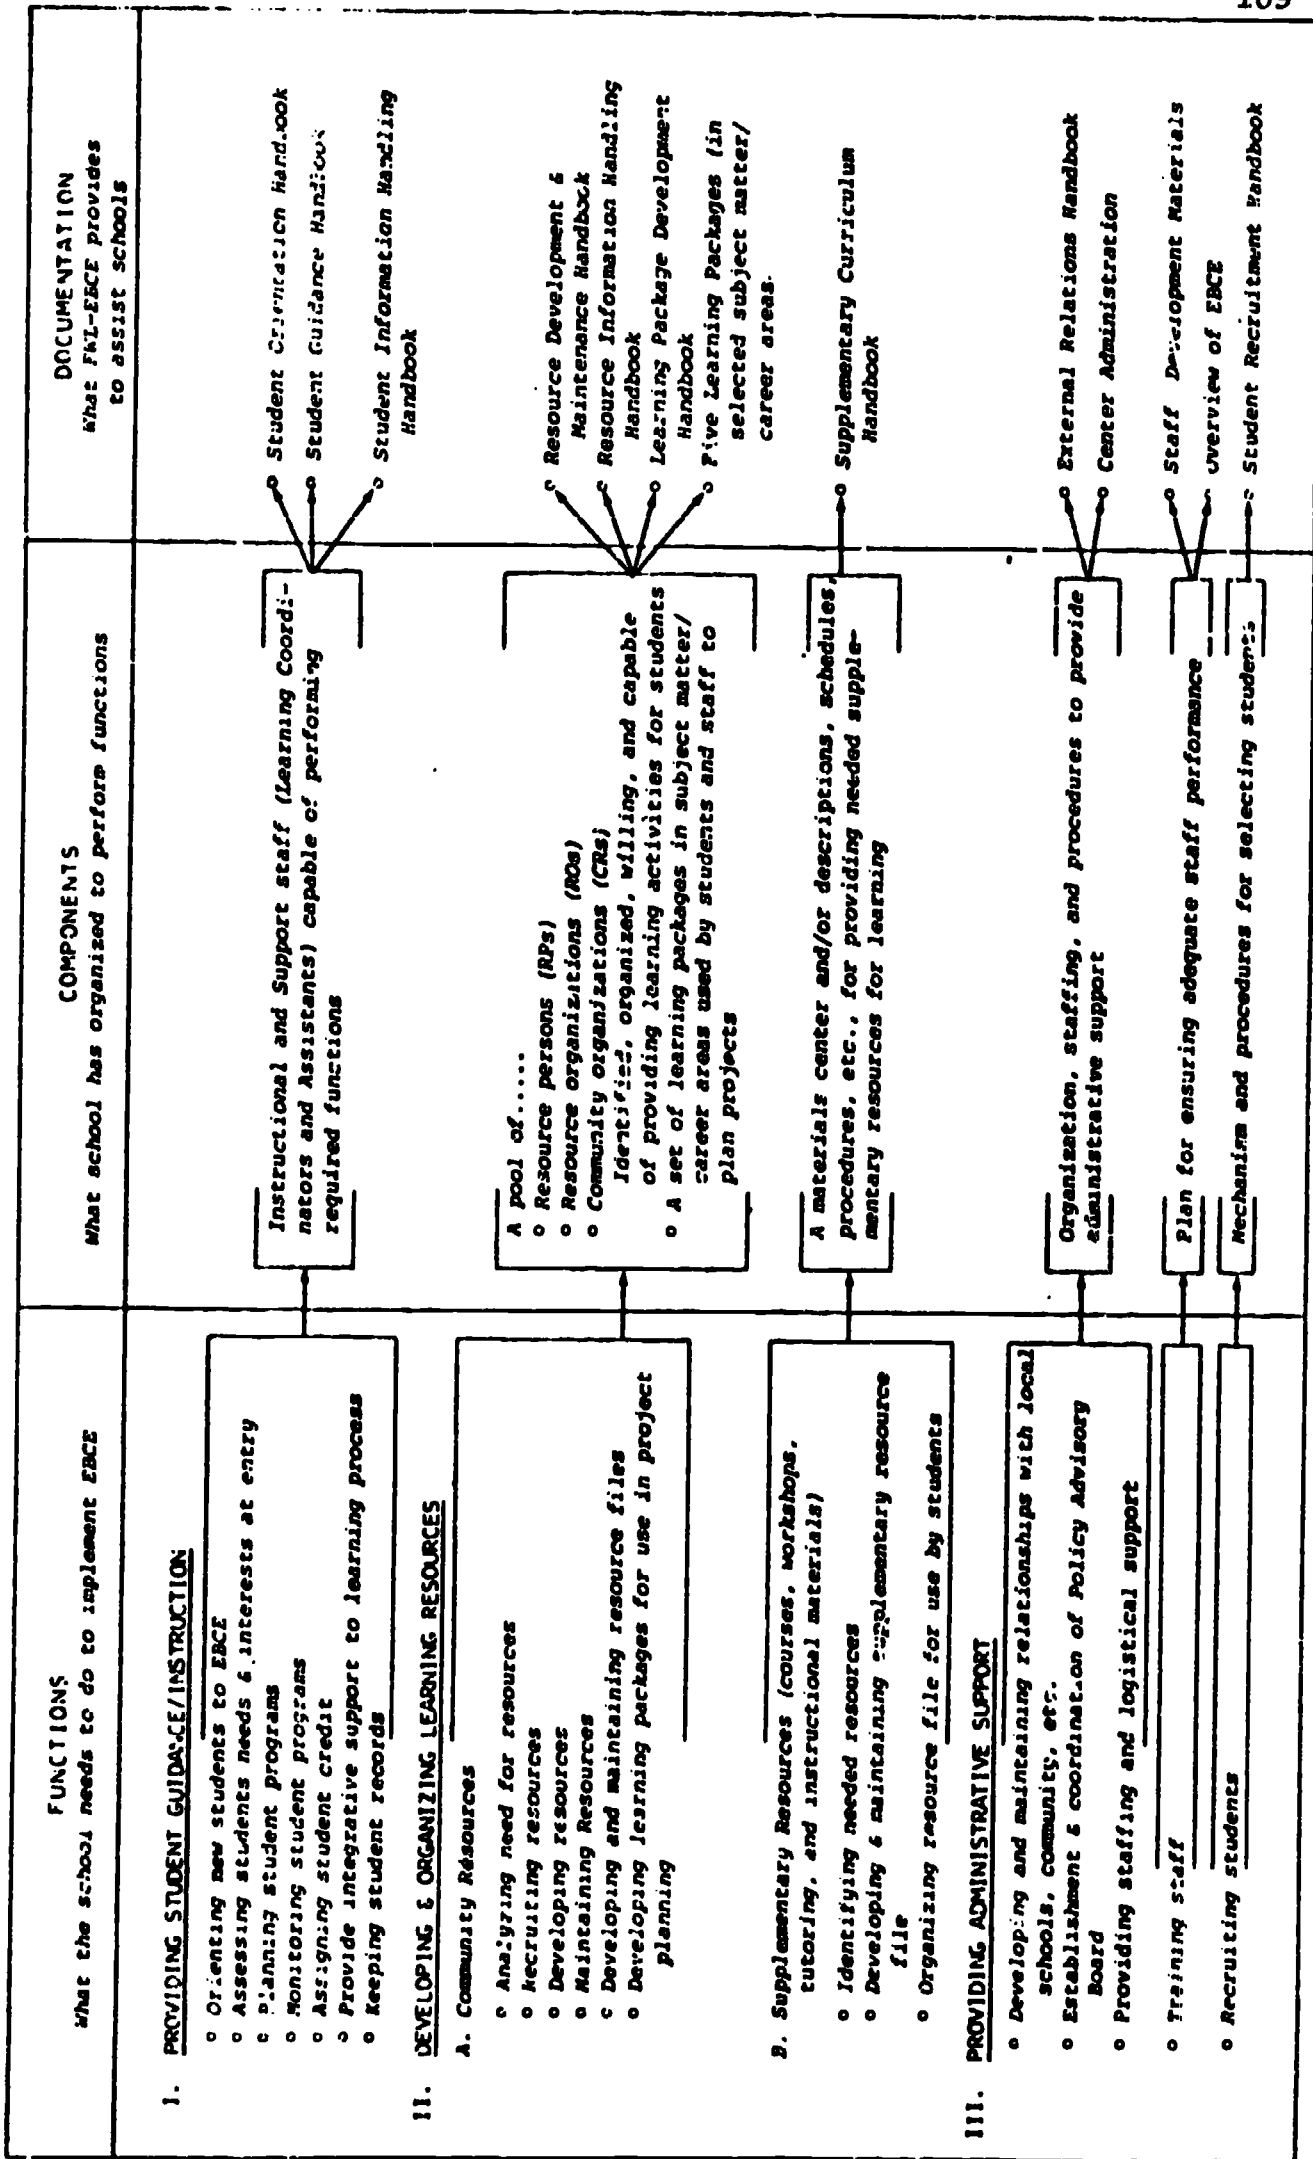 109
FUNCTIONS
What the school needs to do to implement EBCE
I. PROVIDING STUDENT GUIDANCE/INSTRUCTION
o Orienting new students to EBCE
o Assessing students needs & interests at entry
o Planning student programs
o Monitoring student programs
o Assigning student credit
o Provide integrative support to learning process
o Keeping student records
II. DEVELOPING & ORGANIZING LEARNING RESOURCES
A. Community Resources
o Analyzing need for resources
o Recruiting resources
o Developing resources
o Maintaining Resources
o Developing and maintaining resource files
o Developing learning packages for use in project
planning
B. Supplementary Resources (courses, workshops,
tutoring, and instructional materials)
o Identifying needed resources
o Developing & maintaining supplementary resource
file
o Organizing resource file for use by students
III. PROVIDING ADMINISTRATIVE SUPPORT
o Developing and maintaining relationships with local
schools, community, etc.
o Establishment & coordination of Policy Advisory
Board
o Providing staffing and logistical support
o Training staff
o Recruiting students
COMPONENTS
What school has organized to perform functions
Instructional and Support staff (Learning Coordi-
nators and Assistants) capable of performing
required functions
A pool of.....
o Resource persons (RPs)
o Resource organizations (ROs)
o Community organizations (CRs)
Identified, organized, willing, and capable
of providing learning activities for students
o A set of learning packages in subject matter/
career areas used by students and staff to
plan projects
A materials center and/or descriptions, schedules,
procedures, etc., for providing needed supple-
mentary resources for learning
Organization, staffing, and procedures to provide
administrative support
Plan for ensuring adequate staff performance
Mechanism and procedures for selecting students
DOCUMENTATION
What FWL-EBCE provides
to assist schools
o Student Orientation Handbook
o Student Guidance Handbook
o Student Information Handling
Handbook
o Resource Development &
Maintenance Handbook
o Resource Information Handling
Handbook
o Learning Package Development
Handbook
o Five Learning Packages (in
selected subject matter/
career areas.
o Supplementary Curriculum
Handbook
o External Relations Handbook
o Center Administration
o Staff Development Materials
o Overview of EBCE
o Student Recruitment Handbook